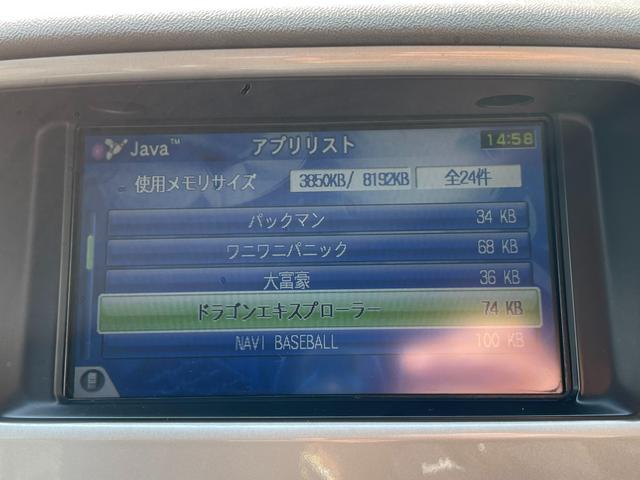 Java™ アプリリスト 14:58
使用メモリサイズ 3850KB/ 8192KB 全24件
パックマン 34 KB
ワニワニパニック 68 KB
大富豪 36 KB
ドラゴンエキスプローラー 74 KB
NAVI BASEBALL 100 KB